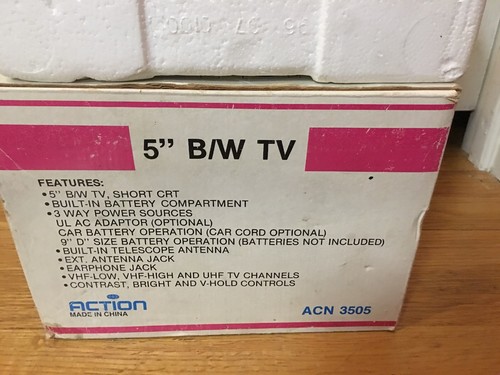 5" B/W TV
FEATURES:
• 5" B/W TV, SHORT CRT
• BUILT-IN BATTERY COMPARTMENT
• 3 WAY POWER SOURCES
UL AC ADAPTOR (OPTIONAL)
CAR BATTERY OPERATION (CAR CORD OPTIONAL)
9" D" SIZE BATTERY OPERATION (BATTERIES NOT INCLUDED)
• BUILT-IN TELESCOPE ANTENNA
• EXT. ANTENNA JACK
• EARPHONE JACK
• VHF-LOW, VHF-HIGH AND UHF TV CHANNELS
• CONTRAST, BRIGHT AND V-HOLD CONTROLS
ACTION
MADE IN CHINA
ACN 3505